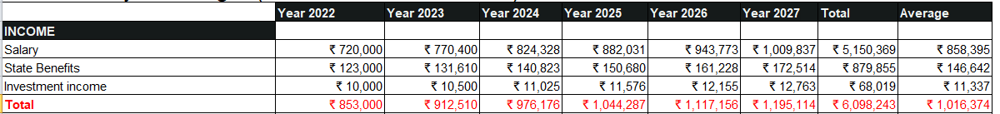 Year 2022 Year 2023 Year 2024 Year 2025 Year 2026 Year 2027 Total Average
INCOME
Salary ₹ 720,000 ₹ 770,400 ₹ 824,328 ₹ 882,031 ₹ 943,773 ₹ 1,009,837 ₹ 5,150,369 ₹ 858,395
State Benefits ₹ 123,000 ₹ 131,610 ₹ 140,823 ₹ 150,680 ₹ 161,228 ₹ 172,514 ₹ 879,855 ₹ 146,642
Investment income ₹ 10,000 ₹ 10,500 ₹ 11,025 ₹ 11,576 ₹ 12,155 ₹ 12,763 ₹ 68,019 ₹ 11,337
Total ₹ 853,000 ₹ 912,510 ₹ 976,176 ₹ 1,044,287 ₹ 1,117,156 ₹ 1,195,114 ₹ 6,098,243 ₹ 1,016,374